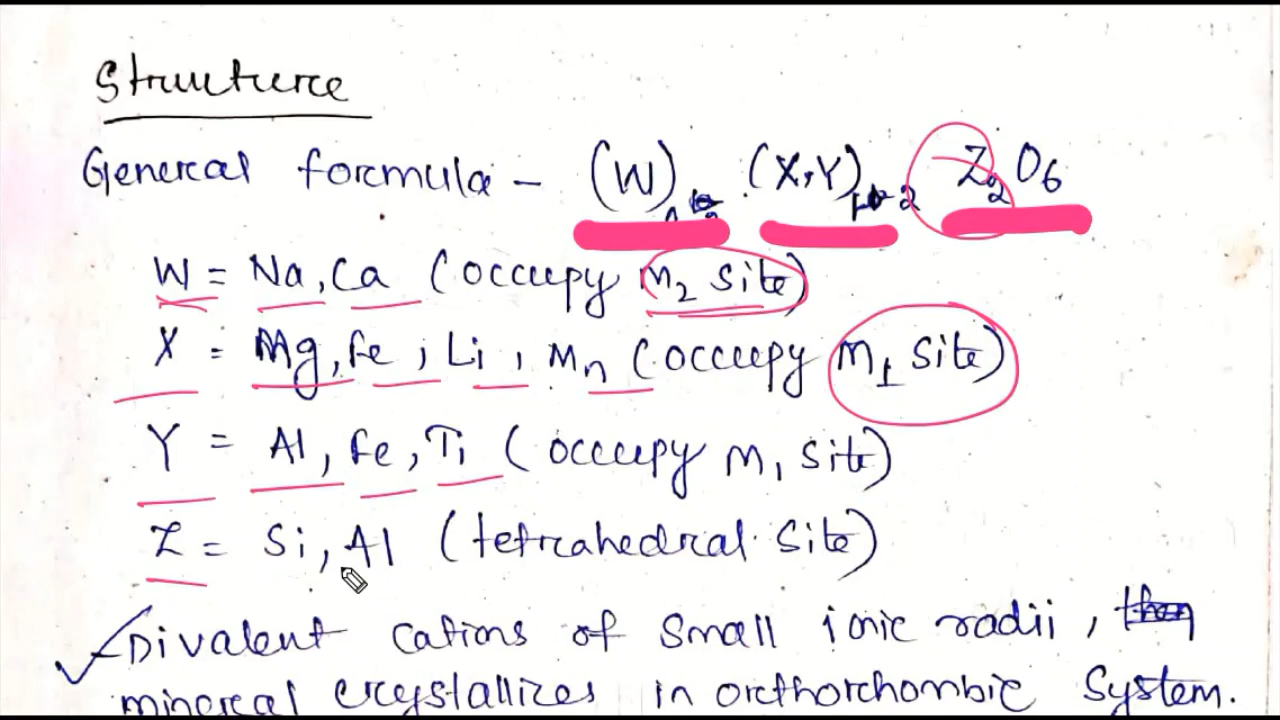 Structure
General formula - (W) (X,Y)1-2 Z2O6
W = Na, Ca (occupy M2 site)
X = Mg, Fe, Li, Mn (occupy M1 site)
Y = Al, Fe, Ti (occupy M1 site)
Z = Si, Al (tetrahedral site)
Divalent cations of small ionic radii,
mineral crystallizes in orthorhombic system.